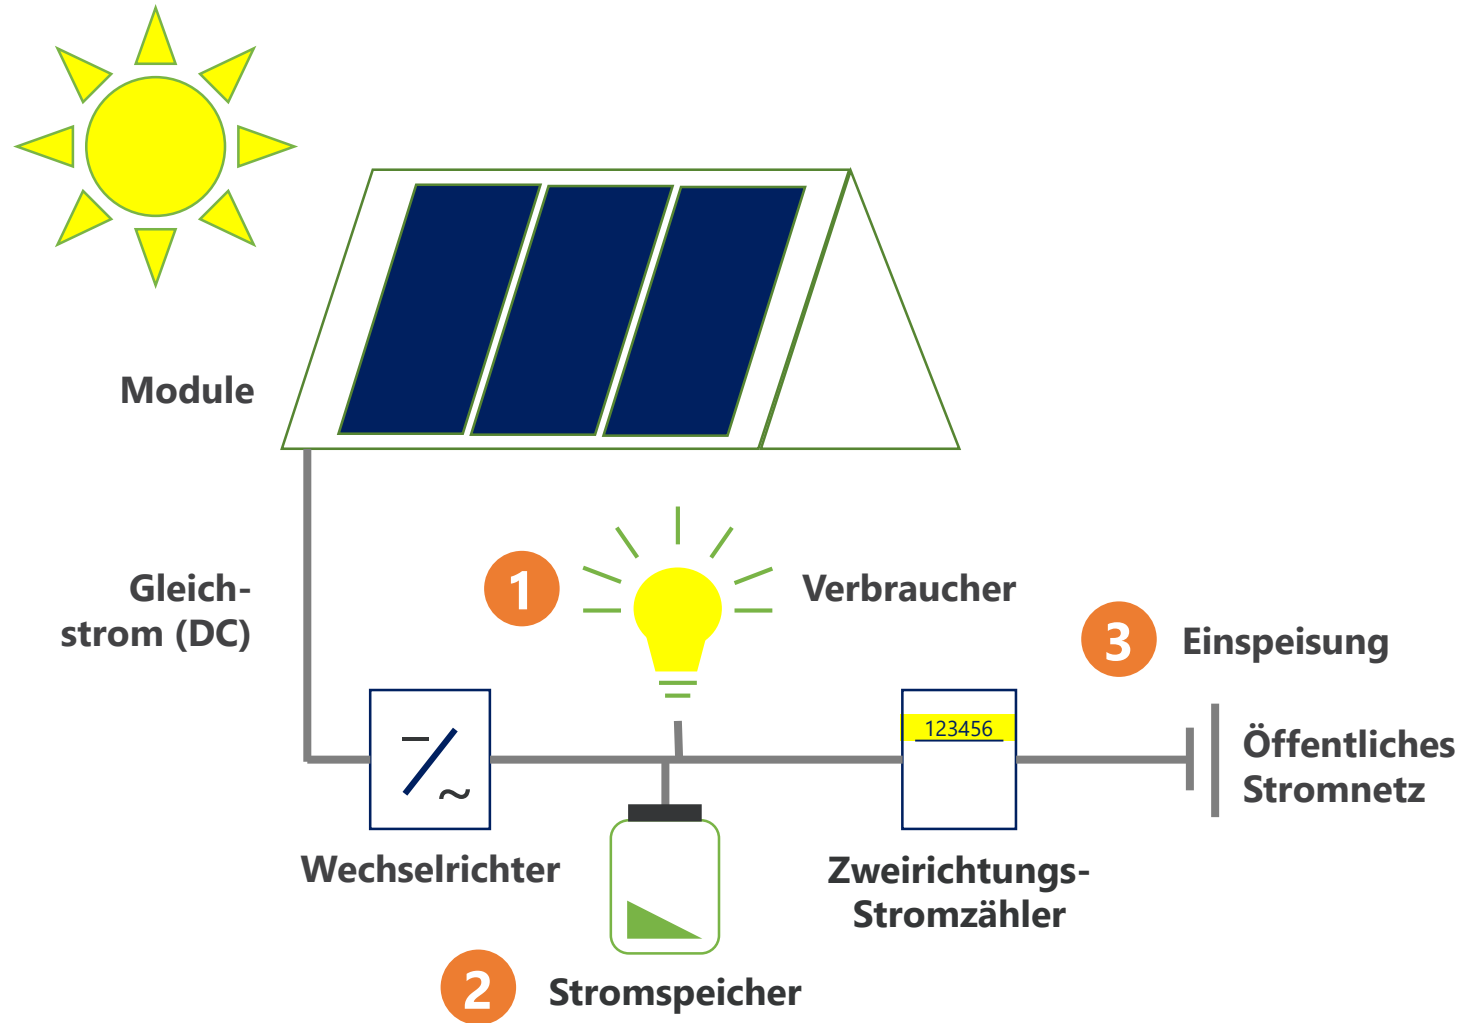 Module
Gleich-
strom (DC)
1
Verbraucher
3
Einspeisung
123456
Öffentliches
Stromnetz
Wechselrichter
Zweirichtungs-
Stromzähler
2
Stromspeicher